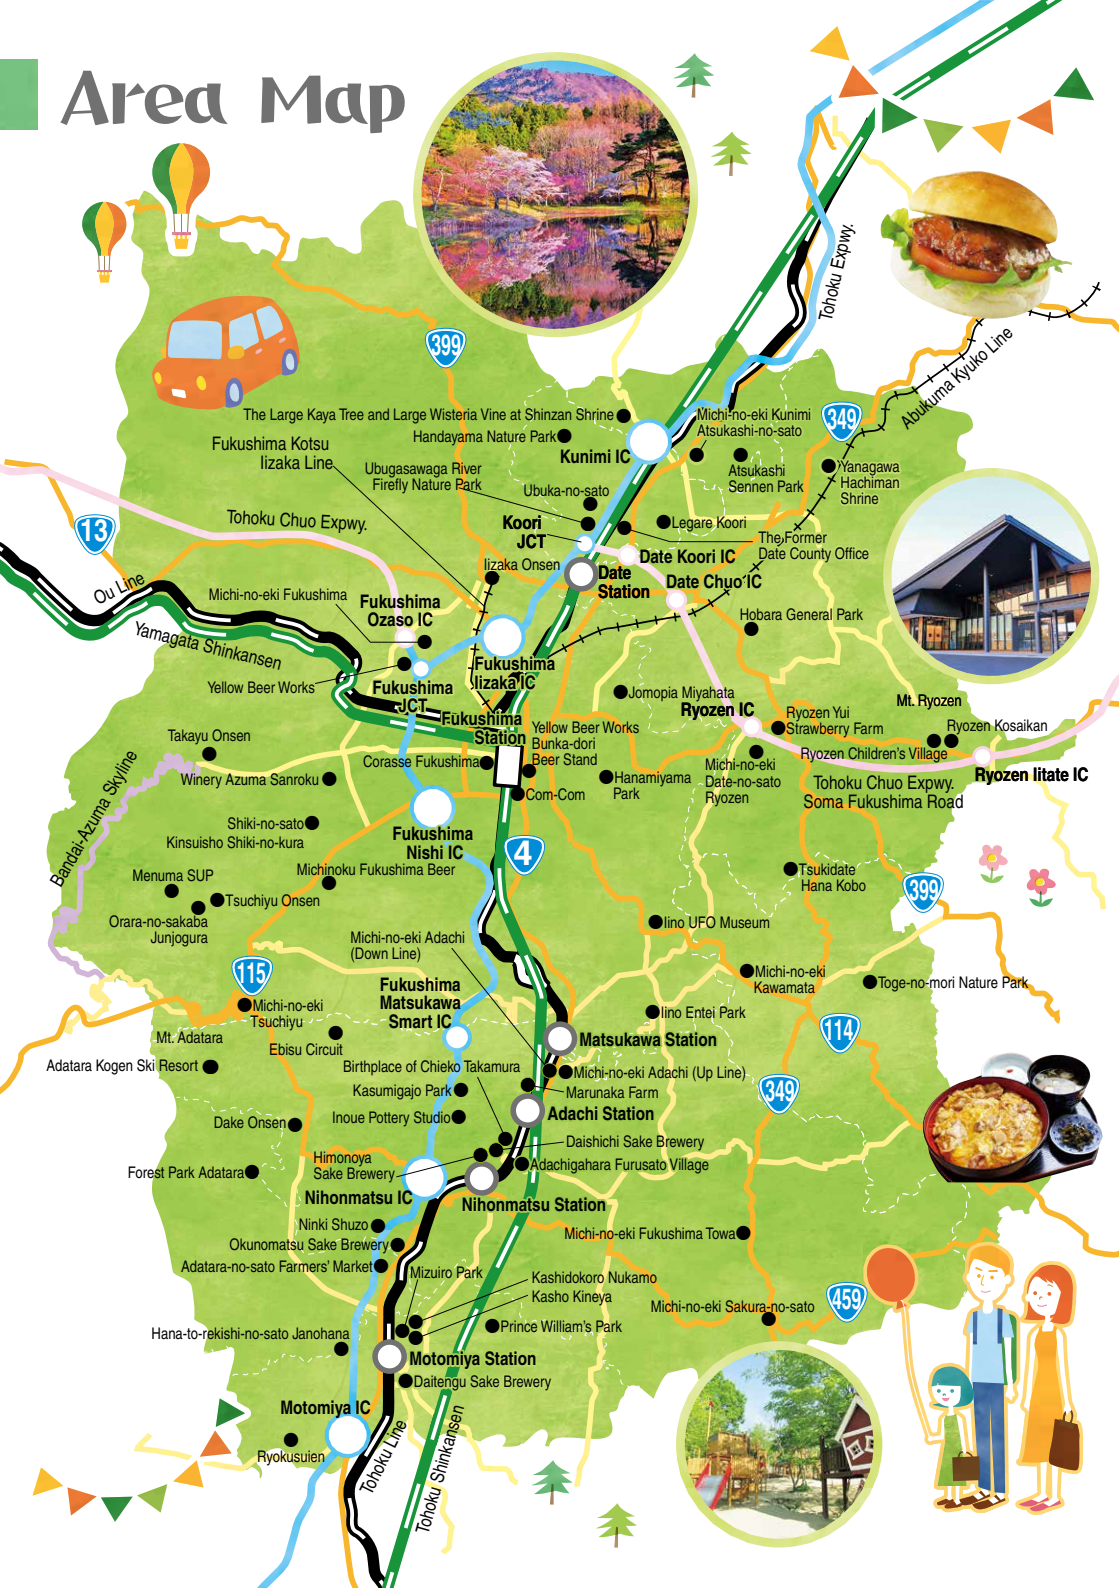 Area Map
Tohoku Expwy.
399
Abukuma Kyuko Line
The Large Kaya Tree and Large Wisteria Vine at Shinzan Shrine
Michi-no-eki Kunimi
Atsukashi-no-sato
349
Handayama Nature Park
Fukushima Kotsu
Iizaka Line
Kunimi IC
Ubugasawaga River
Firefly Nature Park
Atsukashi
Sennen Park
Yanagawa
Hachiman
Shrine
Ubuka-no-sato
13
Tohoku Chuo Expwy.
Koori
JCT
Legare Koori
The Former
Date County Office
Date Koori IC
Iizaka Onsen
Date
Station
Date Chuo IC
Ou Line
Michi-no-eki Fukushima
Fukushima
Ozaso IC
Hobara General Park
Yamagata Shinkansen
Fukushima
Iizaka IC
Yellow Beer Works
Fukushima
JCT
Jomopia Miyahata
Ryozen IC
Mt. Ryozen
Fukushima
Station
Ryozen Yui
Strawberry Farm
Ryozen Kosaikan
Takayu Onsen
Yellow Beer Works
Bunka-dori
Beer Stand
Ryozen Children's Village
Corasse Fukushima
Michi-no-eki
Date-no-sato
Ryozen
Ryozen Iitate IC
Winery Azuma Sanroku
Hanamiyama
Park
Tohoku Chuo Expwy.
Soma Fukushima Road
Com-Com
Bandai-Azuma Skyline
Shiki-no-sato
Kinsuisho Shiki-no-kura
Fukushima
Nishi IC
4
Michinoku Fukushima Beer
Tsukidate
Hana Kobo
Menuma SUP
399
Tsuchiyu Onsen
Orara-no-sakaba
Junjogura
Iino UFO Museum
Michi-no-eki Adachi
(Down Line)
115
Michi-no-eki
Kawamata
Toge-no-mori Nature Park
Fukushima
Matsukawa
Smart IC
Michi-no-eki
Tsuchiyu
Iino Entei Park
114
Mt. Adatara
Ebisu Circuit
Matsukawa Station
Adatara Kogen Ski Resort
Birthplace of Chieko Takamura
Michi-no-eki Adachi (Up Line)
Kasumigajo Park
Marunaka Farm
349
Inoue Pottery Studio
Adachi Station
Dake Onsen
Daishichi Sake Brewery
Himonoya
Sake Brewery
Adachigahara Furusato Village
Forest Park Adatara
Nihonmatsu IC
Nihonmatsu Station
Ninki Shuzo
Michi-no-eki Fukushima Towa
Okunomatsu Sake Brewery
Adatara-no-sato Farmers' Market
Mizuiro Park
Kashidokoro Nukamo
Kasho Kineya
Michi-no-eki Sakura-no-sato
459
Hana-to-rekishi-no-sato Janohana
Prince William's Park
Motomiya Station
Daitengu Sake Brewery
Motomiya IC
Ryokusuien
Tohoku Line
Tohoku Shinkansen